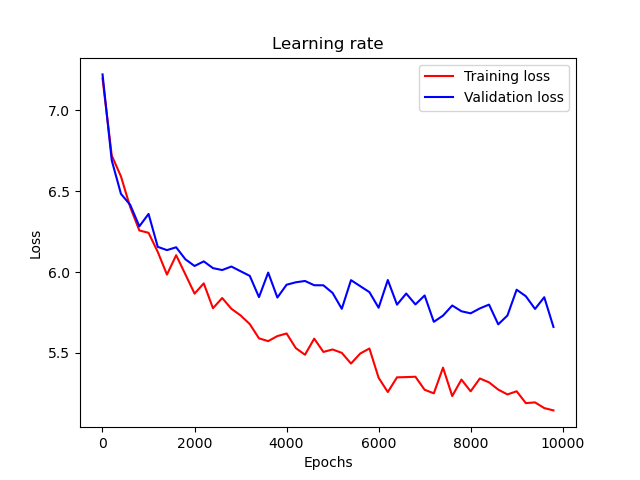 Learning rate
Training loss
Validation loss
7.0
6.5
6.0
5.5
Loss
0 2000 4000 6000 8000 10000
Epochs